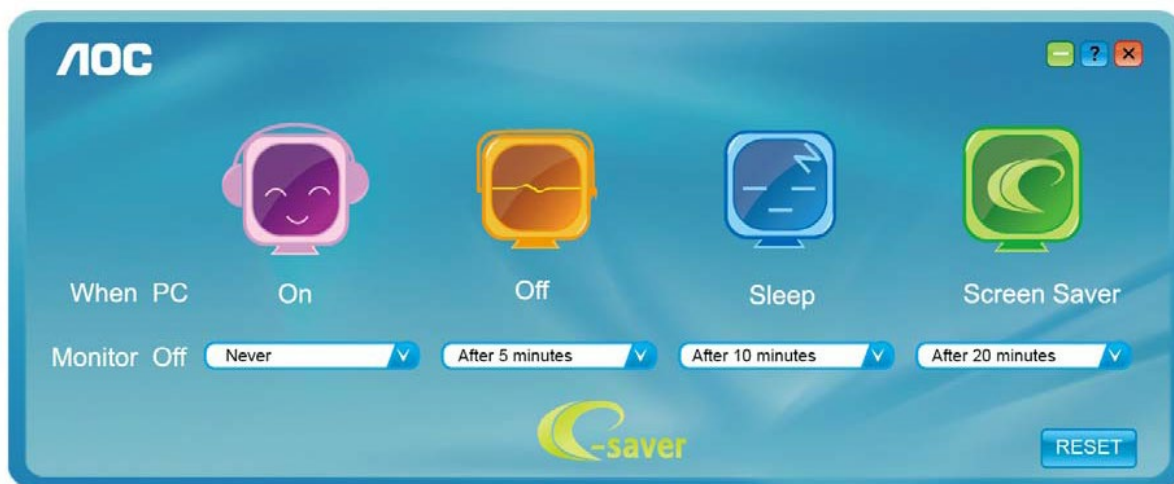 AOC
?
When PC On Off Sleep Screen Saver
Monitor Off Never After 5 minutes After 10 minutes After 20 minutes
e-saver
RESET